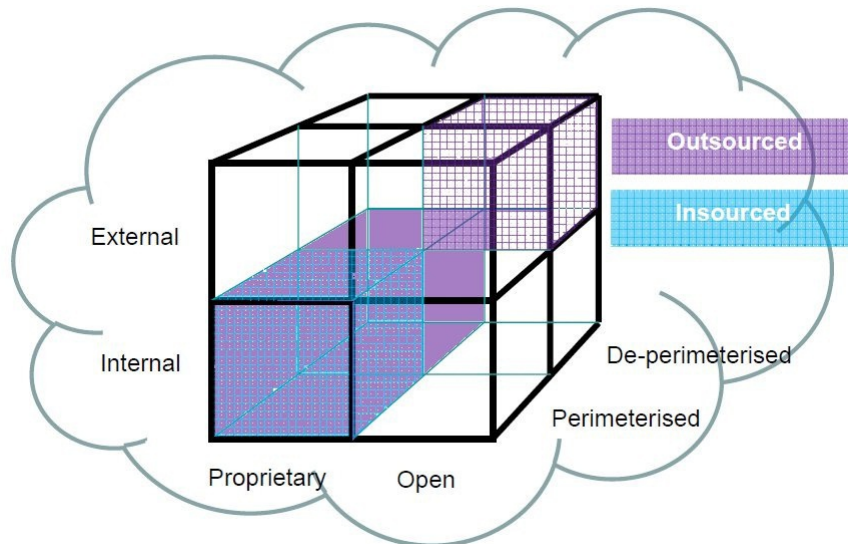 Outsourced
Insourced
External
Internal
De-perimeterised
Perimeterised
Proprietary
Open